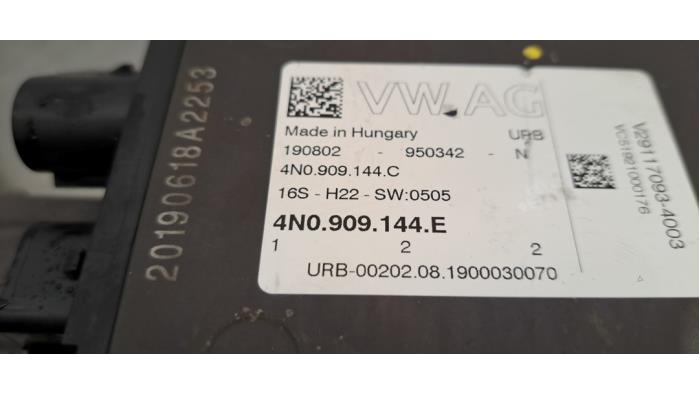 20190618A2253
VW.AG
Made in Hungary URB
190802 - 950342 - N
4N0.909.144.C
16S - H22 - SW:0505
4N0.909.144.E
1 2 2
URB-00202.08.1900030070
V29117093-4003
VC51921000176